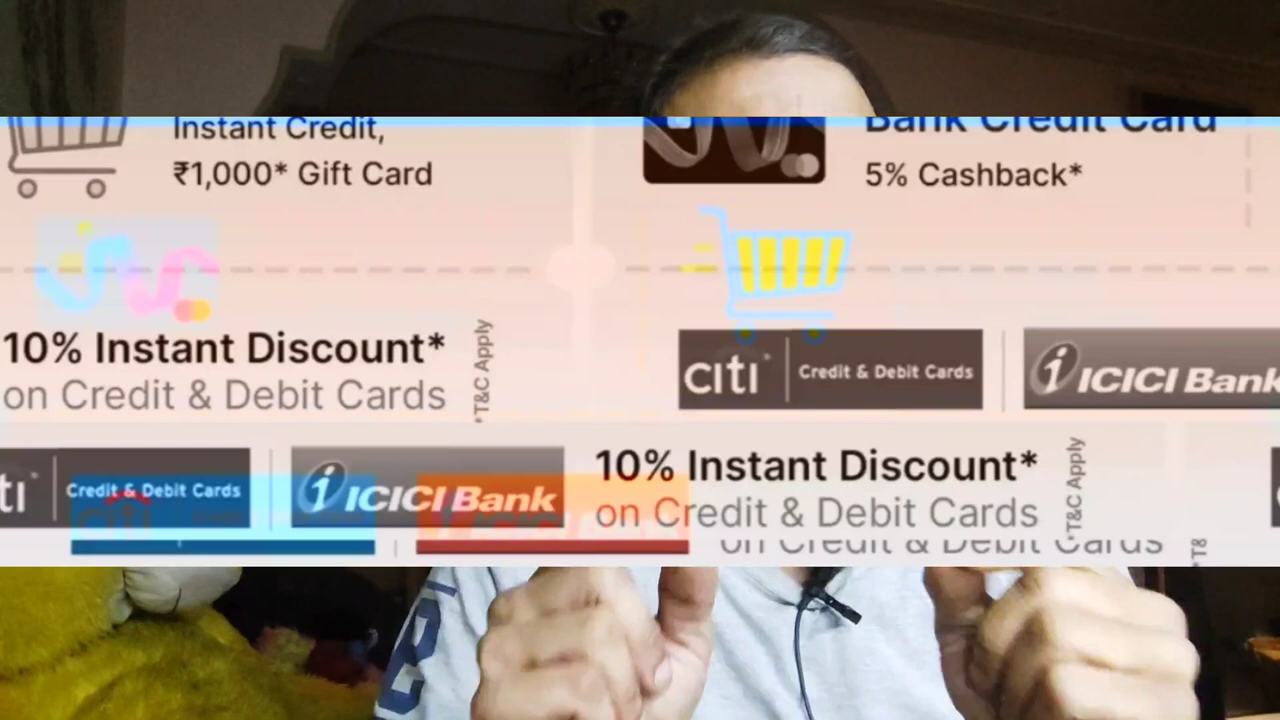 Instant Credit,
₹1,000* Gift Card
Bank Credit Card
5% Cashback*
10% Instant Discount*
on Credit & Debit Cards
*T&C Apply
citi
Credit & Debit Cards
ICICI Bank
Credit & Debit Cards
ICICI Bank
10% Instant Discount*
on Credit & Debit Cards
*T&C Apply
on Credit & Debit Cards